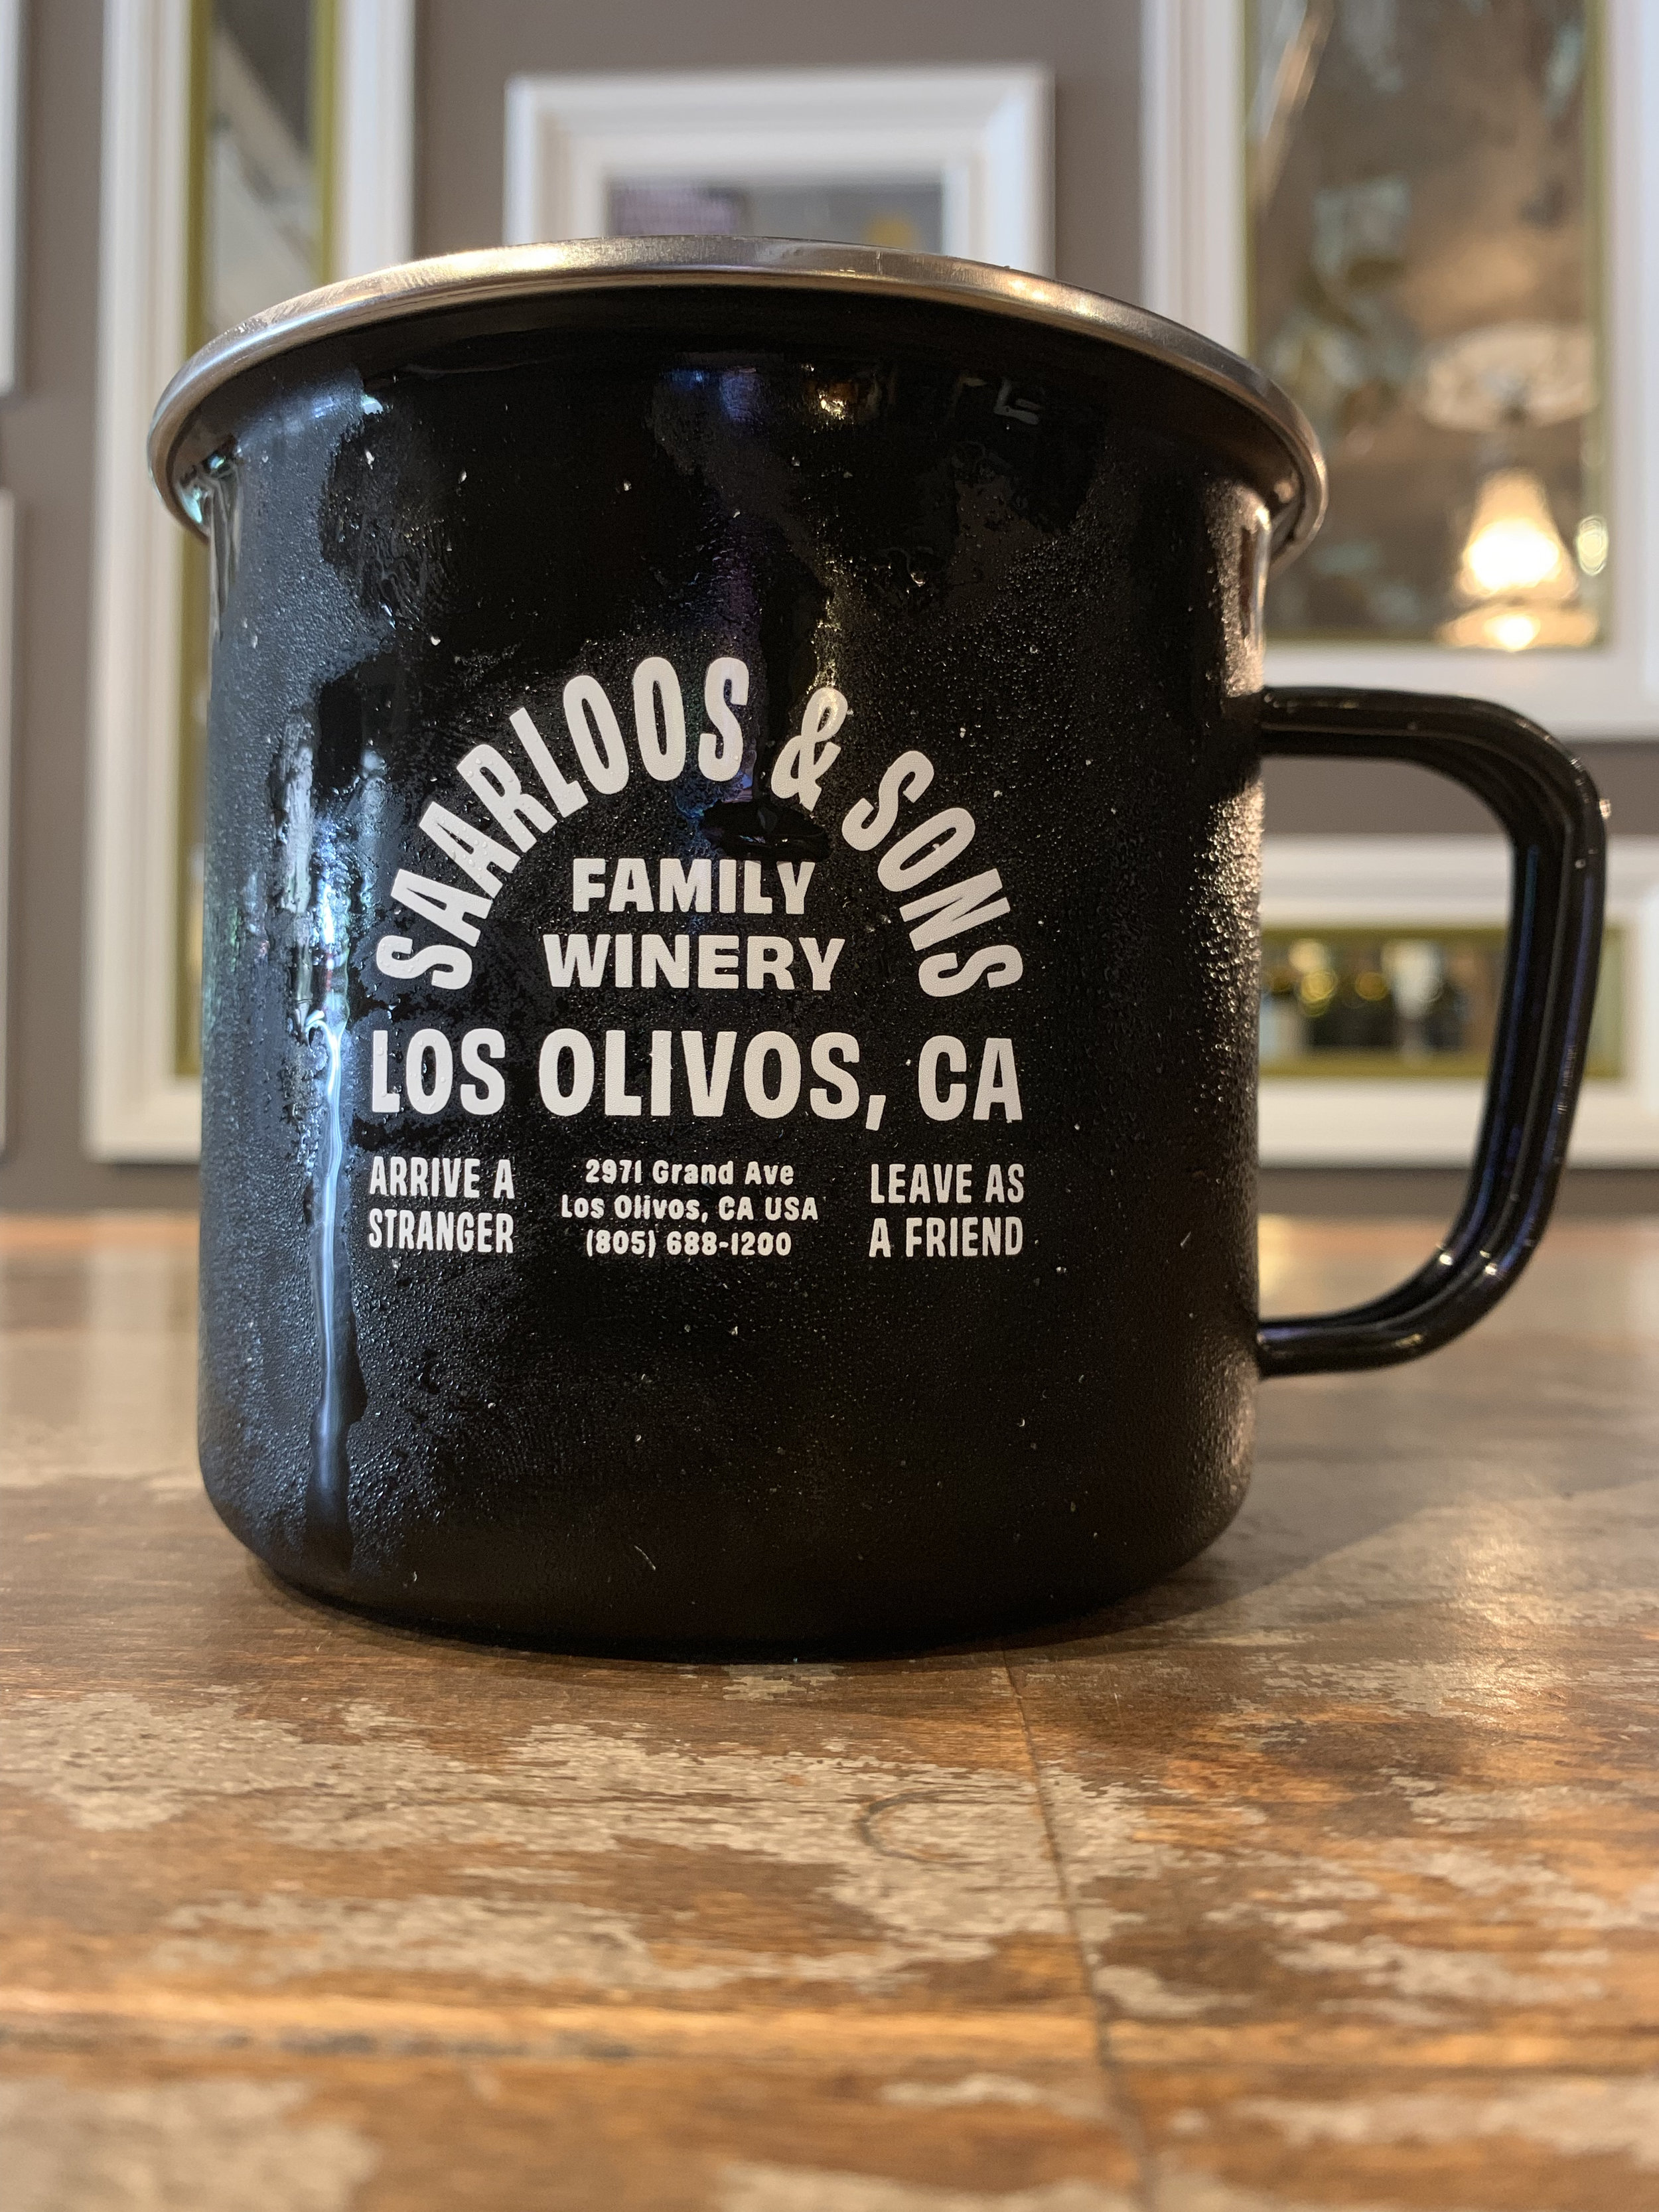 SAARLOOS & SONS
FAMILY
WINERY
LOS OLIVOS, CA
ARRIVE A
STRANGER
2971 Grand Ave
Los Olivos, CA USA
(805) 688-1200
LEAVE AS
A FRIEND